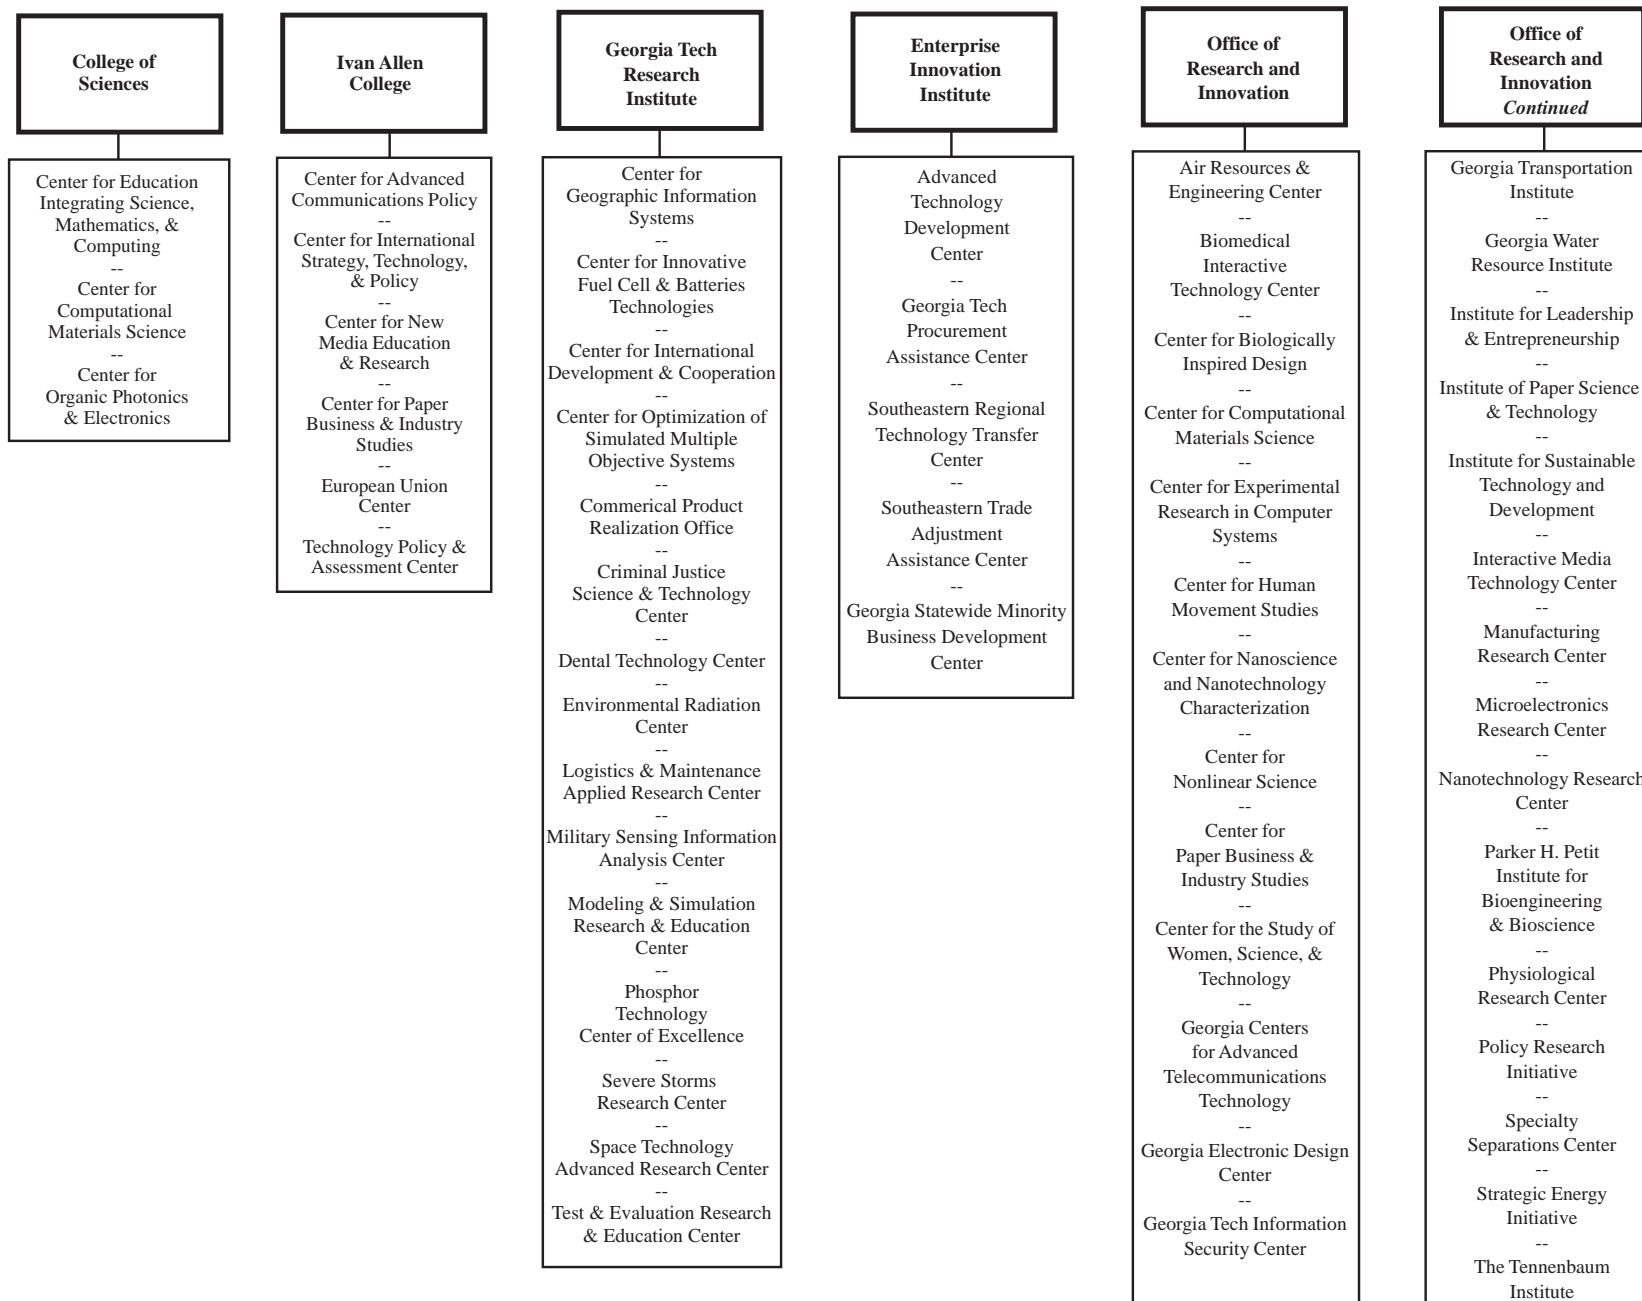 College of
Sciences
Center for Education
Integrating Science,
Mathematics, &
Computing
--
Center for
Computational
Materials Science
--
Center for
Organic Photonics
& Electronics
Ivan Allen
College
Center for Advanced
Communications Policy
--
Center for International
Strategy, Technology,
& Policy
--
Center for New
Media Education
& Research
--
Center for Paper
Business & Industry
Studies
--
European Union
Center
--
Technology Policy &
Assessment Center
Georgia Tech
Research
Institute
Center for
Geographic Information
Systems
--
Center for Innovative
Fuel Cell & Batteries
Technologies
--
Center for International
Development & Cooperation
--
Center for Optimization of
Simulated Multiple
Objective Systems
--
Commerical Product
Realization Office
--
Criminal Justice
Science & Technology
Center
--
Dental Technology Center
--
Environmental Radiation
Center
--
Logistics & Maintenance
Applied Research Center
--
Military Sensing Information
Analysis Center
--
Modeling & Simulation
Research & Education
Center
--
Phosphor
Technology
Center of Excellence
--
Severe Storms
Research Center
--
Space Technology
Advanced Research Center
--
Test & Evaluation Research
& Education Center
Enterprise
Innovation
Institute
Advanced
Technology
Development
Center
--
Georgia Tech
Procurement
Assistance Center
--
Southeastern Regional
Technology Transfer
Center
--
Southeastern Trade
Adjustment
Assistance Center
--
Georgia Statewide Minority
Business Development
Center
Office of
Research and
Innovation
Air Resources &
Engineering Center
--
Biomedical
Interactive
Technology Center
--
Center for Biologically
Inspired Design
--
Center for Computational
Materials Science
--
Center for Experimental
Research in Computer
Systems
--
Center for Human
Movement Studies
--
Center for Nanoscience
and Nanotechnology
Characterization
--
Center for
Nonlinear Science
--
Center for
Paper Business &
Industry Studies
--
Center for the Study of
Women, Science, &
Technology
--
Georgia Centers
for Advanced
Telecommunications
Technology
--
Georgia Electronic Design
Center
--
Georgia Tech Information
Security Center
Office of
Research and
Innovation
Continued
Georgia Transportation
Institute
--
Georgia Water
Resource Institute
--
Institute for Leadership
& Entrepreneurship
--
Institute of Paper Science
& Technology
--
Institute for Sustainable
Technology and
Development
--
Interactive Media
Technology Center
--
Manufacturing
Research Center
--
Microelectronics
Research Center
--
Nanotechnology Research
Center
--
Parker H. Petit
Institute for
Bioengineering
& Bioscience
--
Physiological
Research Center
--
Policy Research
Initiative
--
Specialty
Separations Center
--
Strategic Energy
Initiative
--
The Tennenbaum
Institute